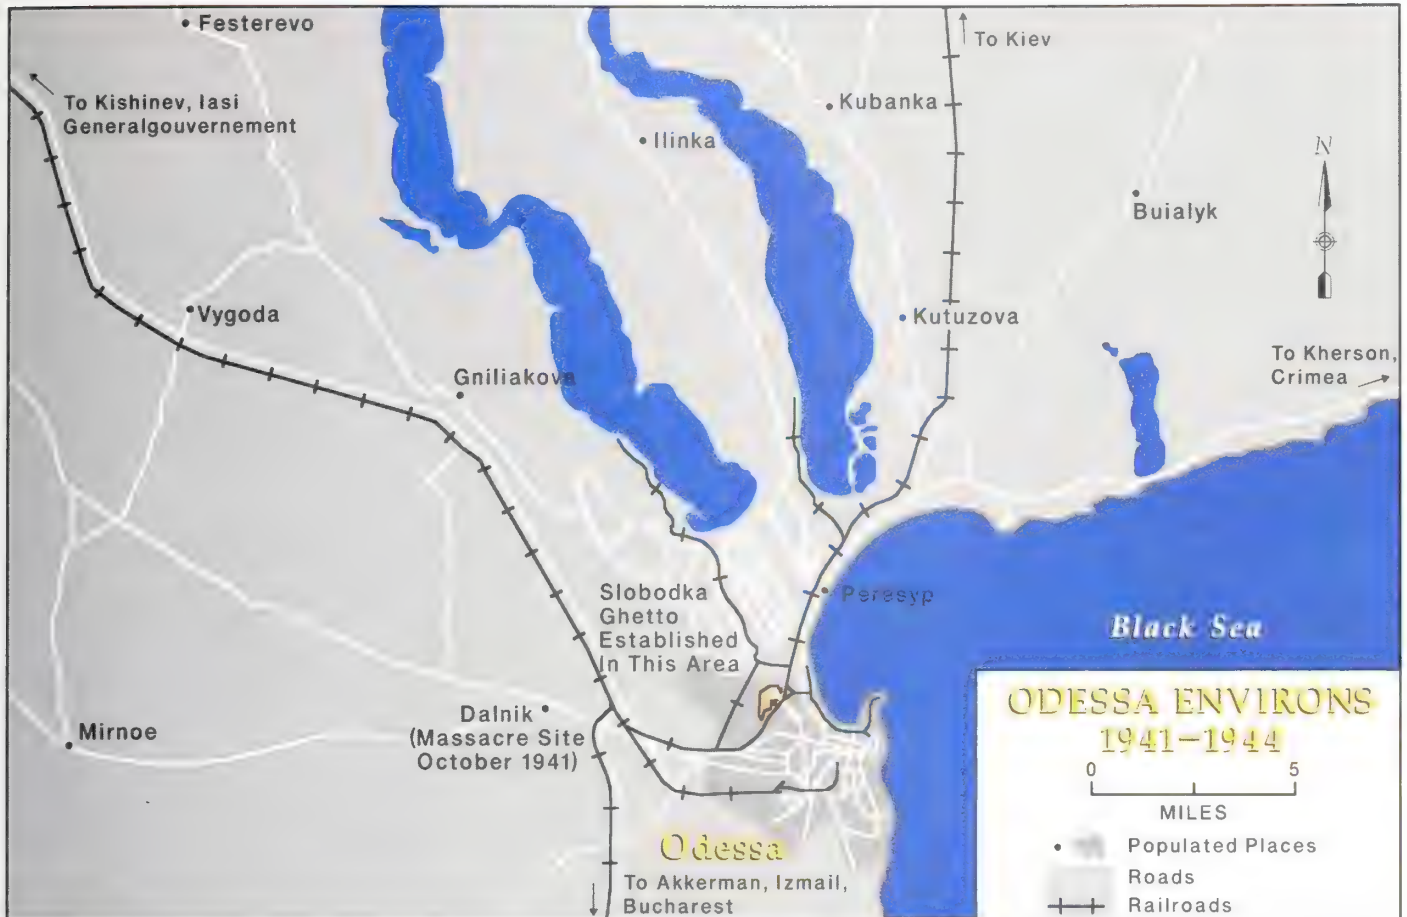 Festerevo
To Kiev
To Kishinev, Iasi
Generalgouvernement
Kubanka
Ilinka
N
Buialyk
Vygoda
Kutuzova
To Kherson,
Crimea
Gniliakova
Slobodka
Ghetto
Established
In This Area
Peresyp
Black Sea
ODESSA ENVIRONS
1941–1944
0 5
MILES
Populated Places
Roads
Railroads
Mirnoe
Dalnik
(Massacre Site
October 1941)
Odessa
To Akkerman, Izmail,
Bucharest